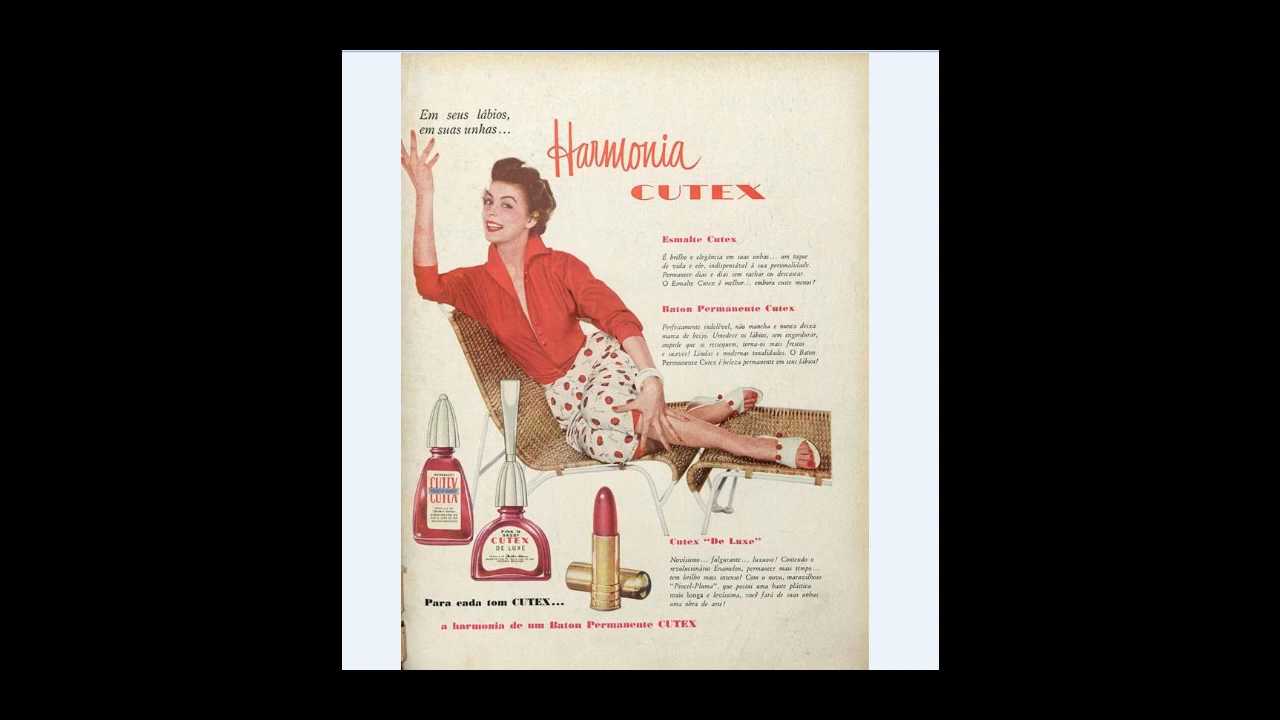 Em seus lábios,
em suas unhas...
Harmonia
CUTEX
Esmalte Cutex
É brilho e elegância em suas unhas... um toque
de vida e côr, indispensável à sua personalidade.
Permanece dias e dias sem rachar ou descascar.
O Esmalte Cutex é melhor... embora custe menos!
Baton Permanente Cutex
Perfeitamente indelével, não mancha e nunca deixa
marca de beijo. Umedece os lábios, sem engordurar,
impede que se ressequem, torna-os mais frescos
e suaves! Lindas e modernas tonalidades. O Baton
Permanente Cutex é beleza permanente em seus lábios!
CUTEX
CUTEX
PINK 'N
SASSY
CUTEX
DE LUXE
Cutex "De Luxe"
Novíssimo... fulgurante... luxuoso! Contendo o
revolucionário Enamelon, permanece mais tempo...
tem brilho mais intenso! Com o novo, maravilhoso
"Pincel-Pluma", que possui uma haste plástica
mais longa e levíssima, você fará de suas unhas
uma obra de arte!
Para cada tom CUTEX...
a harmonia de um Baton Permanente CUTEX